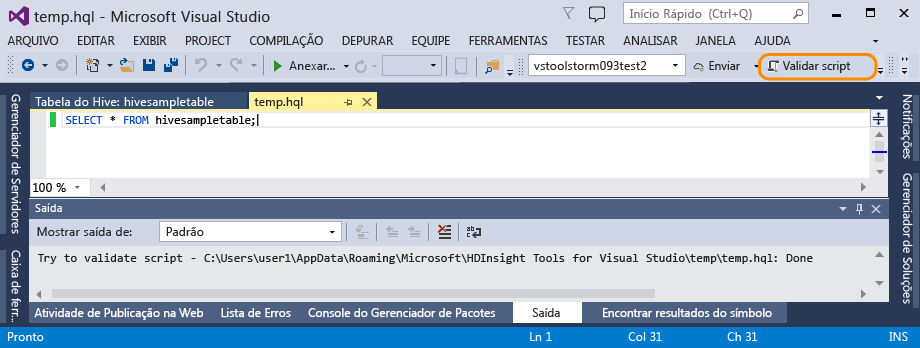 temp.hql - Microsoft Visual Studio
Início Rápido (Ctrl+Q)
ARQUIVO EDITAR EXIBIR PROJECT COMPILAÇÃO DEPURAR EQUIPE FERRAMENTAS TESTAR ANALISAR JANELA AJUDA
Anexar... vstoolstorm093test2 Enviar Validar script
Gerenciador de Servidores
Caixa de ferr...
Tabela do Hive: hivesampletable temp.hql
SELECT * FROM hivesampletable;
100 %
Saída
Mostrar saída de: Padrão
Try to validate script - C:\Users\user1\AppData\Roaming\Microsoft\HDInsight Tools for Visual Studio\temp\temp.hql: Done
Atividade de Publicação na Web Lista de Erros Console do Gerenciador de Pacotes Saída Encontrar resultados do símbolo
Notificações
Gerenciador de Soluções
Pronto Ln 1 Col 31 Ch 31 INS